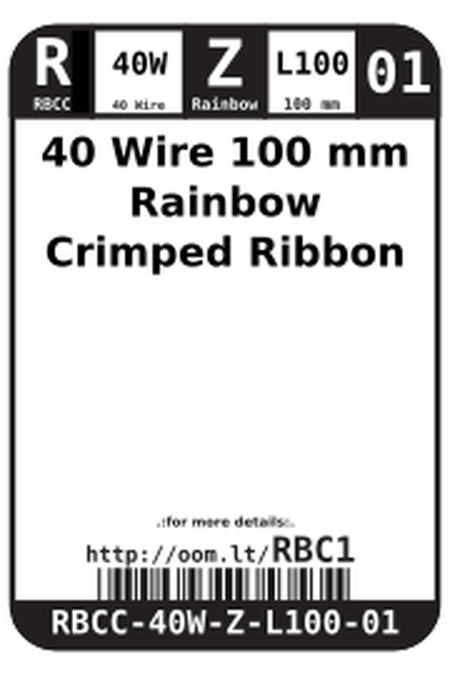 R 40W Z L100 01
RBCC 40 Wire Rainbow 100 mm
40 Wire 100 mm
Rainbow
Crimped Ribbon
.:for more details:.
http://oom.lt/RBC1
RBCC-40W-Z-L100-01